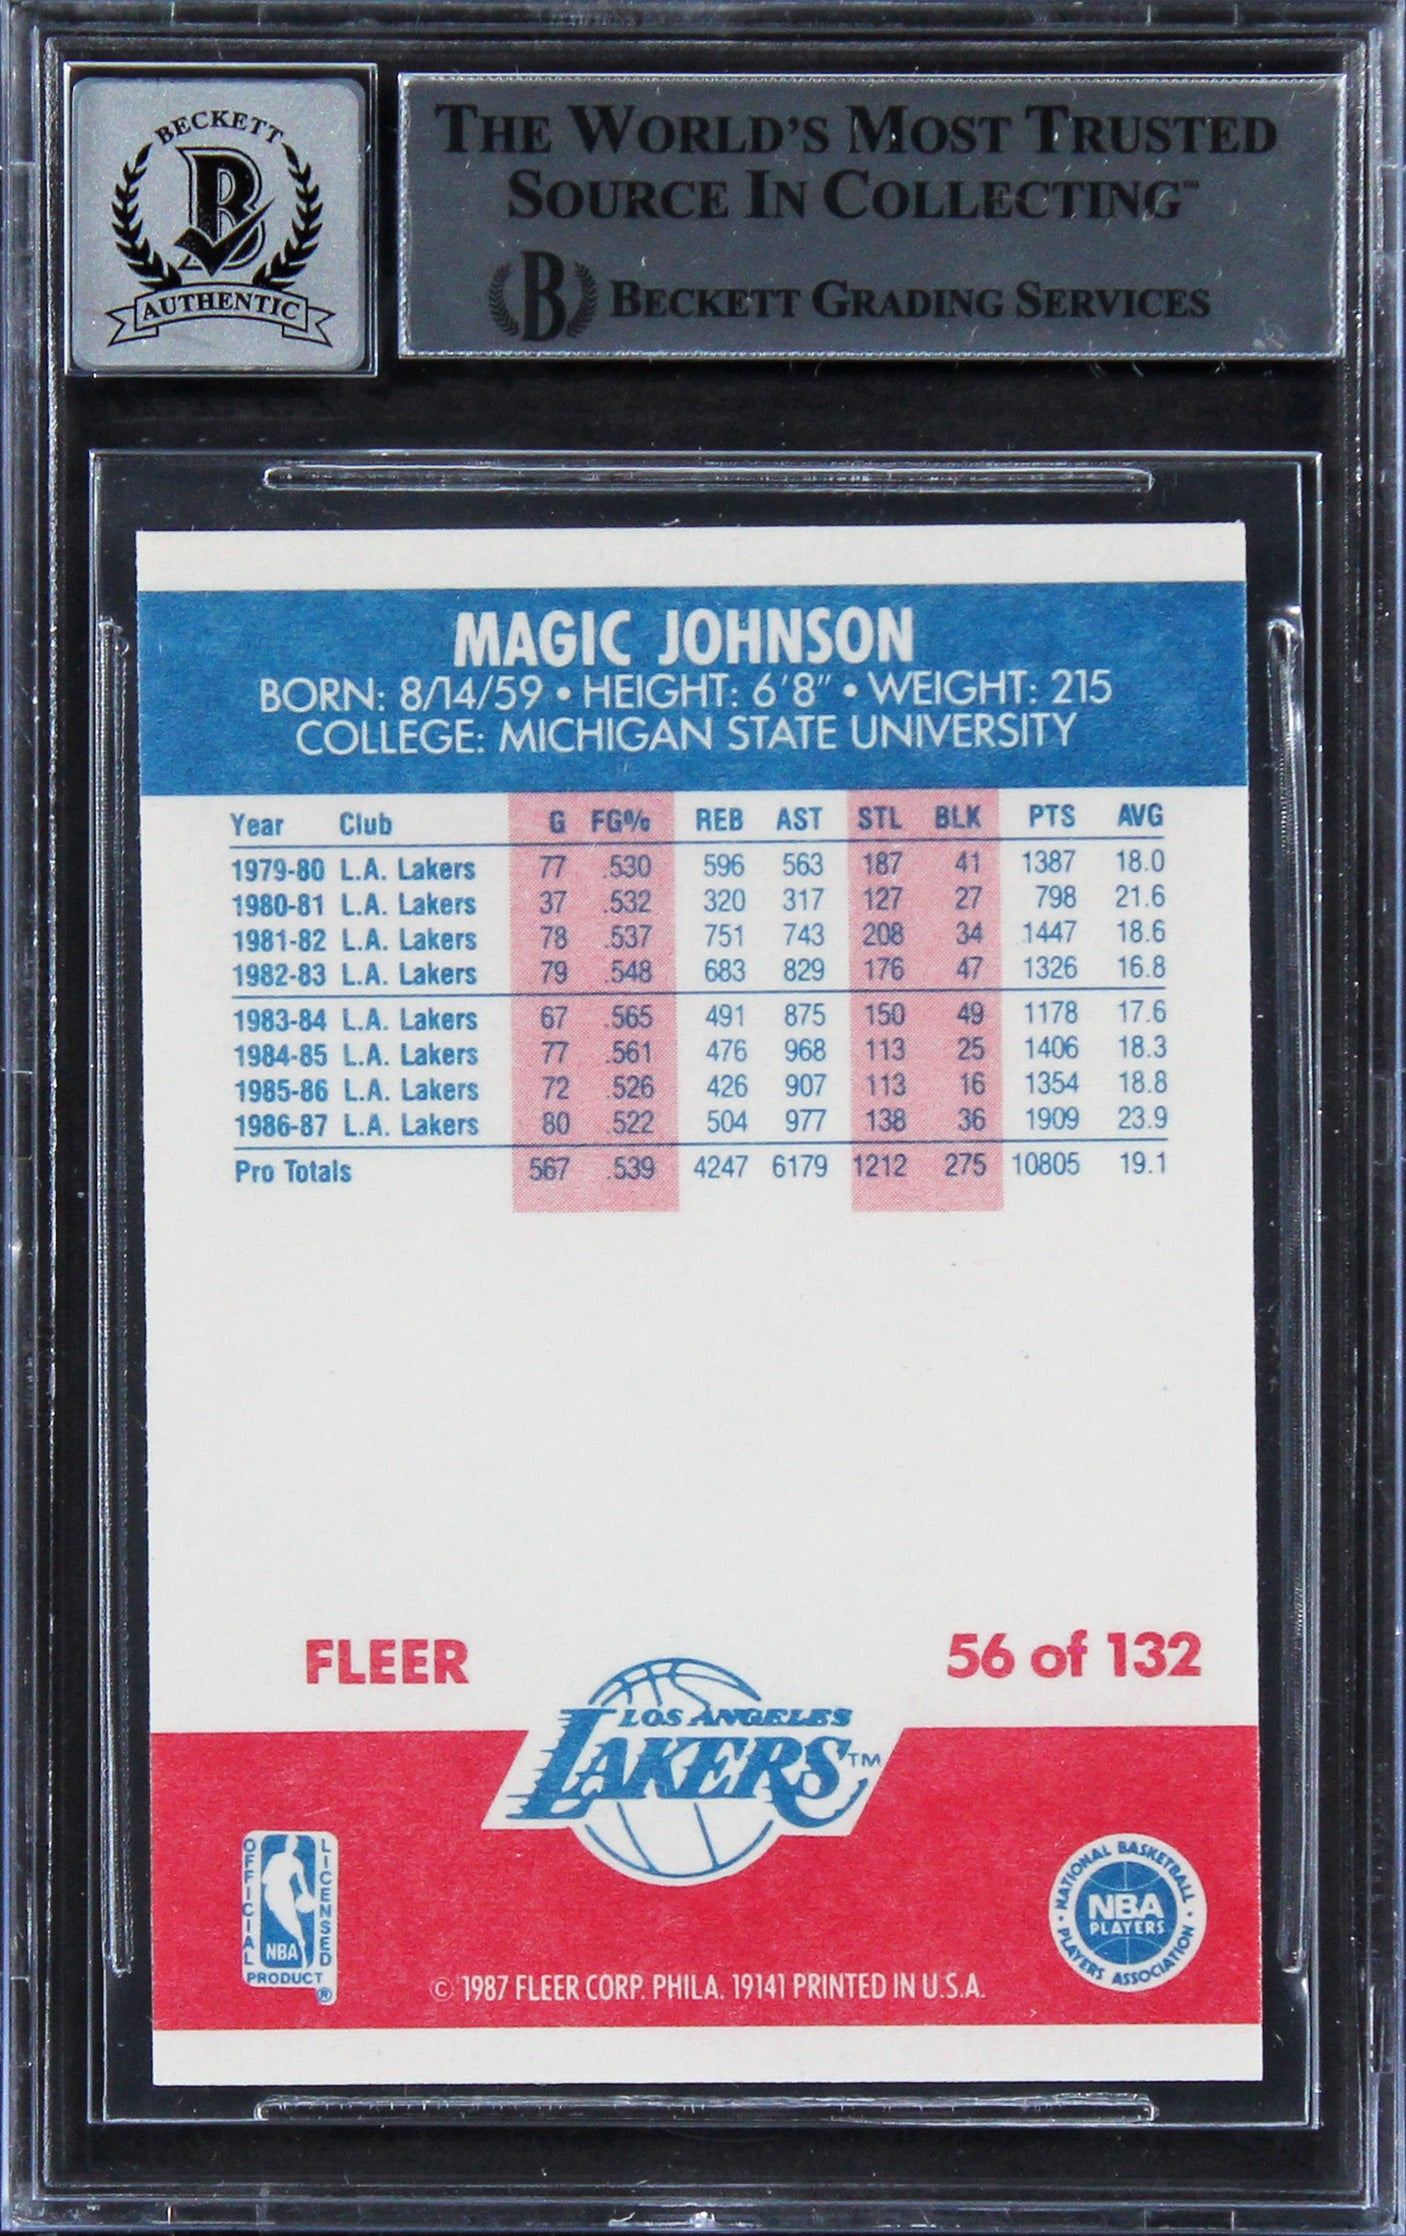 BECKETT
B
AUTHENTIC
THE WORLD'S MOST TRUSTED
SOURCE IN COLLECTING™
B BECKETT GRADING SERVICES
MAGIC JOHNSON
BORN: 8/14/59 • HEIGHT: 6'8" • WEIGHT: 215
COLLEGE: MICHIGAN STATE UNIVERSITY
Year Club G FG% REB AST STL BLK PTS AVG
1979-80 L.A. Lakers 77 .530 596 563 187 41 1387 18.0
1980-81 L.A. Lakers 37 .532 320 317 127 27 798 21.6
1981-82 L.A. Lakers 78 .537 751 743 208 34 1447 18.6
1982-83 L.A. Lakers 79 .548 683 829 176 47 1326 16.8
1983-84 L.A. Lakers 67 .565 491 875 150 49 1178 17.6
1984-85 L.A. Lakers 77 .561 476 968 113 25 1406 18.3
1985-86 L.A. Lakers 72 .526 426 907 113 16 1354 18.8
1986-87 L.A. Lakers 80 .522 504 977 138 36 1909 23.9
Pro Totals 567 .539 4247 6179 1212 275 10805 19.1
FLEER 56 of 132
LOS ANGELES
LAKERS™
OFFICIAL LICENSED
NBA
PRODUCT ®
NATIONAL BASKETBALL
NBA
PLAYERS
PLAYERS ASSOCIATION
© 1987 FLEER CORP. PHILA. 19141 PRINTED IN U.S.A.